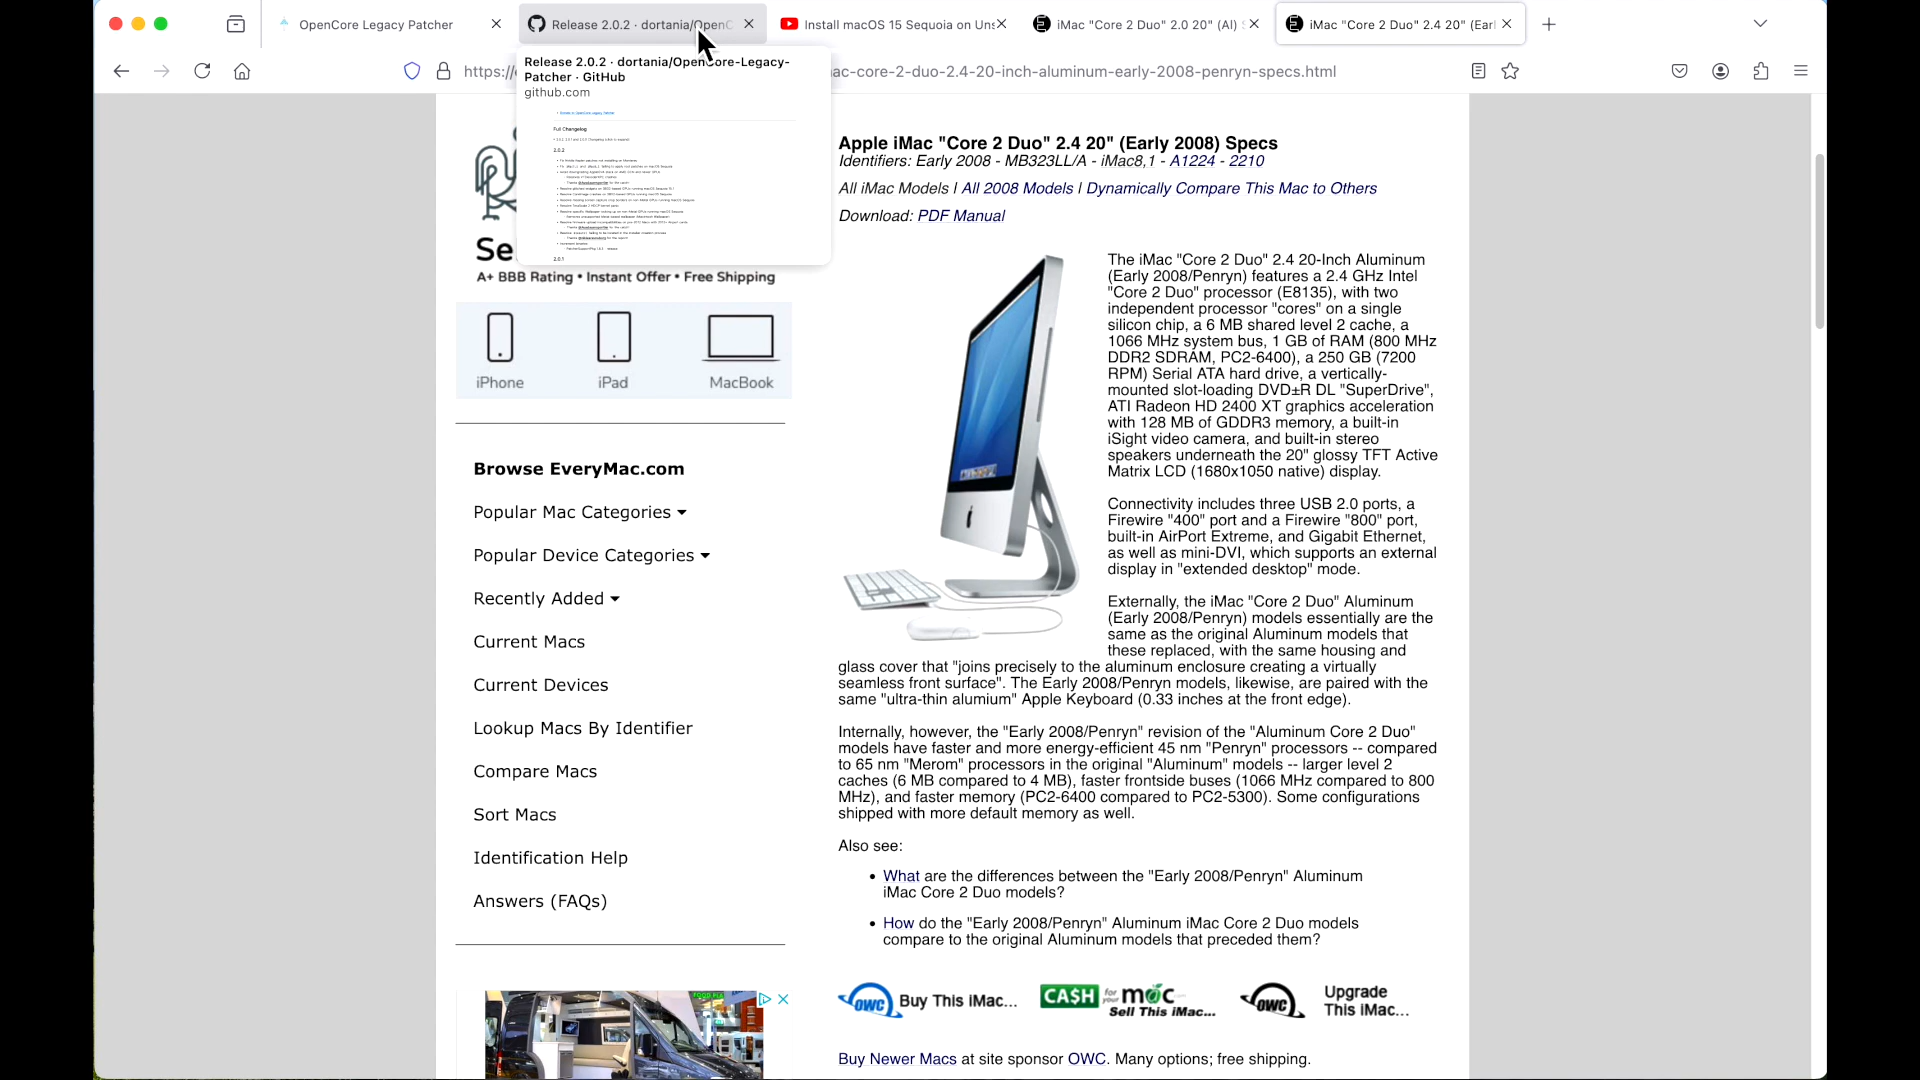 OpenCore Legacy Patcher
Release 2.0.2 · dortania/OpenC
Install macOS 15 Sequoia on Uns
iMac "Core 2 Duo" 2.0 20" (Al) S
iMac "Core 2 Duo" 2.4 20" (Earl
https://
ac-core-2-duo-2.4-20-inch-aluminum-early-2008-penryn-specs.html
Release 2.0.2 · dortania/OpenCore-Legacy-
Patcher · GitHub
github.com
Full Changelog
2.0.2
2.0.1
Se
A+ BBB Rating • Instant Offer • Free Shipping
iPhone
iPad
MacBook
Browse EveryMac.com
Popular Mac Categories
Popular Device Categories
Recently Added
Current Macs
Current Devices
Lookup Macs By Identifier
Compare Macs
Sort Macs
Identification Help
Answers (FAQs)
Apple iMac "Core 2 Duo" 2.4 20" (Early 2008) Specs
Identifiers: Early 2008 - MB323LL/A - iMac8,1 - A1224 - 2210
All iMac Models | All 2008 Models | Dynamically Compare This Mac to Others
Download: PDF Manual
The iMac "Core 2 Duo" 2.4 20-Inch Aluminum
(Early 2008/Penryn) features a 2.4 GHz Intel
"Core 2 Duo" processor (E8135), with two
independent processor "cores" on a single
silicon chip, a 6 MB shared level 2 cache, a
1066 MHz system bus, 1 GB of RAM (800 MHz
DDR2 SDRAM, PC2-6400), a 250 GB (7200
RPM) Serial ATA hard drive, a vertically-
mounted slot-loading DVD±R DL "SuperDrive",
ATI Radeon HD 2400 XT graphics acceleration
with 128 MB of GDDR3 memory, a built-in
iSight video camera, and built-in stereo
speakers underneath the 20" glossy TFT Active
Matrix LCD (1680x1050 native) display.
Connectivity includes three USB 2.0 ports, a
Firewire "400" port and a Firewire "800" port,
built-in AirPort Extreme, and Gigabit Ethernet,
as well as mini-DVI, which supports an external
display in "extended desktop" mode.
Externally, the iMac "Core 2 Duo" Aluminum
(Early 2008/Penryn) models essentially are the
same as the original Aluminum models that
these replaced, with the same housing and
glass cover that "joins precisely to the aluminum enclosure creating a virtually
seamless front surface". The Early 2008/Penryn models, likewise, are paired with the
same "ultra-thin alumium" Apple Keyboard (0.33 inches at the front edge).
Internally, however, the "Early 2008/Penryn" revision of the "Aluminum Core 2 Duo"
models have faster and more energy-efficient 45 nm "Penryn" processors -- compared
to 65 nm "Merom" processors in the original "Aluminum" models -- larger level 2
caches (6 MB compared to 4 MB), faster frontside buses (1066 MHz compared to 800
MHz), and faster memory (PC2-6400 compared to PC2-5300). Some configurations
shipped with more default memory as well.
Also see:
• What are the differences between the "Early 2008/Penryn" Aluminum
iMac Core 2 Duo models?
• How do the "Early 2008/Penryn" Aluminum iMac Core 2 Duo models
compare to the original Aluminum models that preceded them?
OWC Buy This iMac...
CA$H for your mac
Sell This iMac...
OWC Upgrade
This iMac...
Buy Newer Macs at site sponsor OWC. Many options; free shipping.